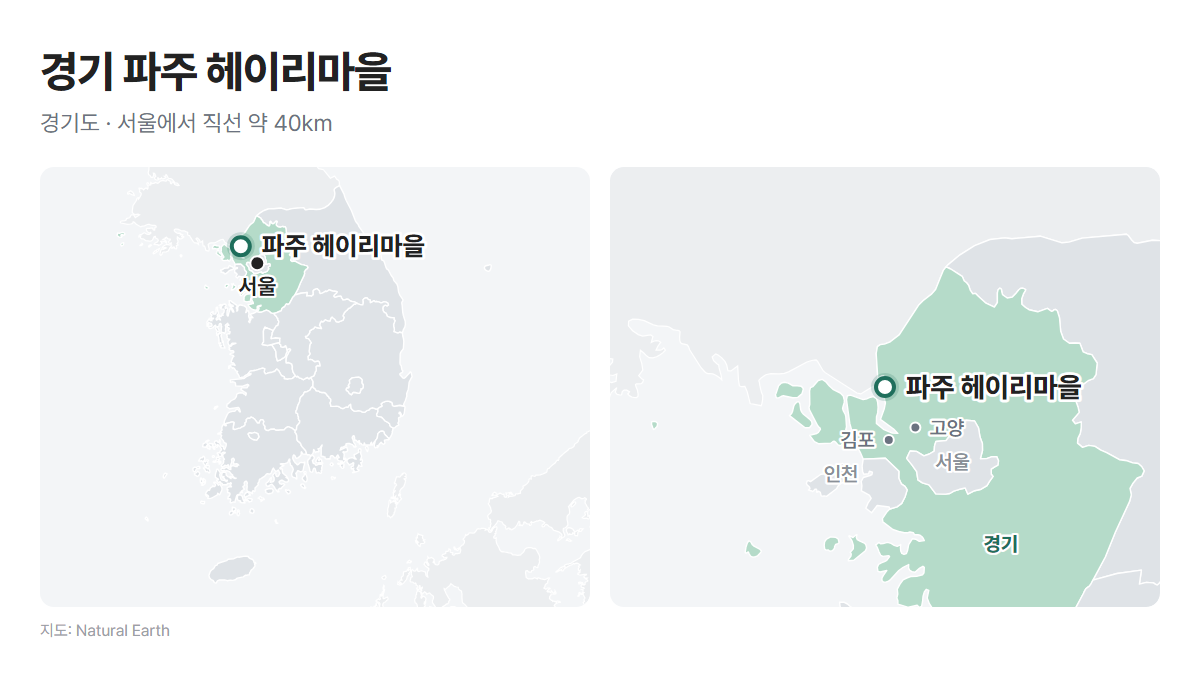 경기 파주 헤이리마을
경기도 · 서울에서 직선 약 40km
파주 헤이리마을
서울
파주 헤이리마을
고양
김포
서울
인천
경기
지도: Natural Earth